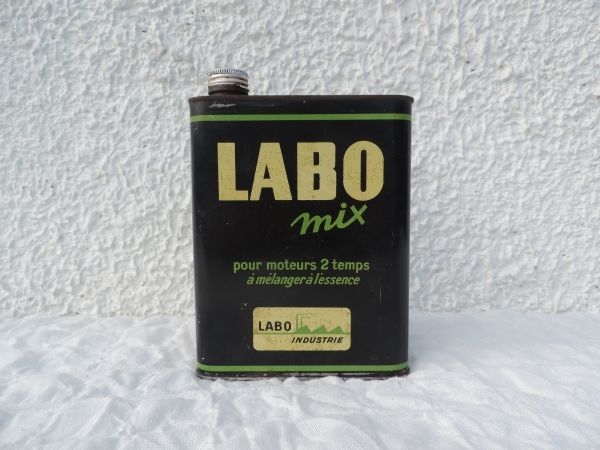 LABO
mix
pour moteurs 2 temps
à mélanger à l'essence
LABO
INDUSTRIE